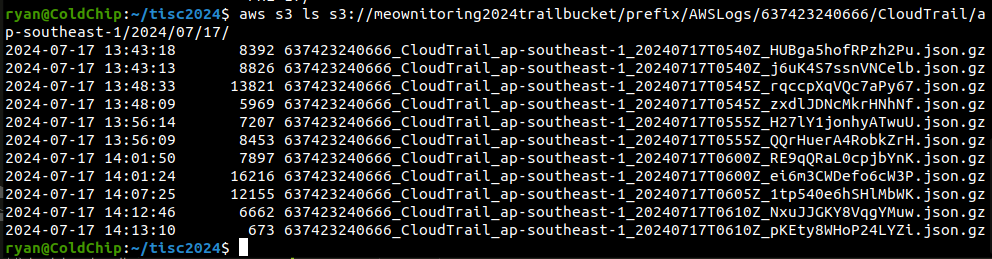 ryan@ColdChip:~/tisc2024$ aws s3 ls s3://meownitoring2024trailbucket/prefix/AWSLogs/637423240666/CloudTrail/a
p-southeast-1/2024/07/17/
2024-07-17 13:43:18       8392 637423240666_CloudTrail_ap-southeast-1_20240717T0540Z_HUBga5hofRPzh2Pu.json.gz
2024-07-17 13:43:13       8826 637423240666_CloudTrail_ap-southeast-1_20240717T0540Z_j6uK4S7ssnVNCelb.json.gz
2024-07-17 13:48:33      13821 637423240666_CloudTrail_ap-southeast-1_20240717T0545Z_rqccpXqVQc7aPy67.json.gz
2024-07-17 13:48:09       5969 637423240666_CloudTrail_ap-southeast-1_20240717T0545Z_zxdlJDNcMkrHNhNf.json.gz
2024-07-17 13:56:14       7207 637423240666_CloudTrail_ap-southeast-1_20240717T0555Z_H27lY1jonhyATwuU.json.gz
2024-07-17 13:56:09       8453 637423240666_CloudTrail_ap-southeast-1_20240717T0555Z_QQrHuerA4RobkZrH.json.gz
2024-07-17 14:01:50       7897 637423240666_CloudTrail_ap-southeast-1_20240717T0600Z_RE9qQRaL0cpjbYnK.json.gz
2024-07-17 14:01:24      16216 637423240666_CloudTrail_ap-southeast-1_20240717T0600Z_ei6m3CWDefo6cW3P.json.gz
2024-07-17 14:07:25      12155 637423240666_CloudTrail_ap-southeast-1_20240717T0605Z_1tp540e6hSHlMbWK.json.gz
2024-07-17 14:12:46       6662 637423240666_CloudTrail_ap-southeast-1_20240717T0610Z_NxuJJGKY8VqgYMuw.json.gz
2024-07-17 14:13:10        673 637423240666_CloudTrail_ap-southeast-1_20240717T0610Z_pKEty8WHoP24LYZi.json.gz
ryan@ColdChip:~/tisc2024$